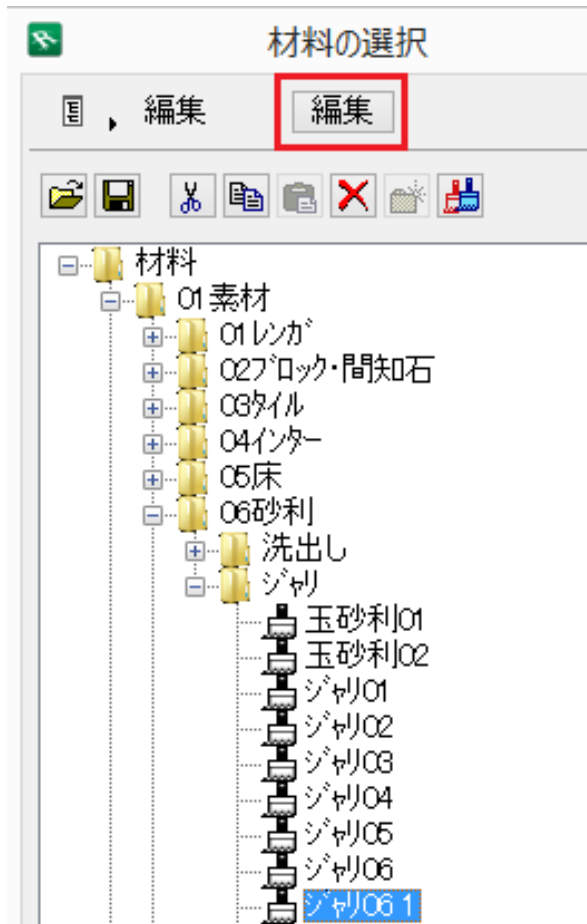 材料の選択
編集 編集
材料
01素材
01レンガ
02ブロック・間知石
03タイル
04インター
05床
06砂利
洗出し
ジャリ
玉砂利01
玉砂利02
ジャリ01
ジャリ02
ジャリ03
ジャリ04
ジャリ05
ジャリ06
ジャリ06 1